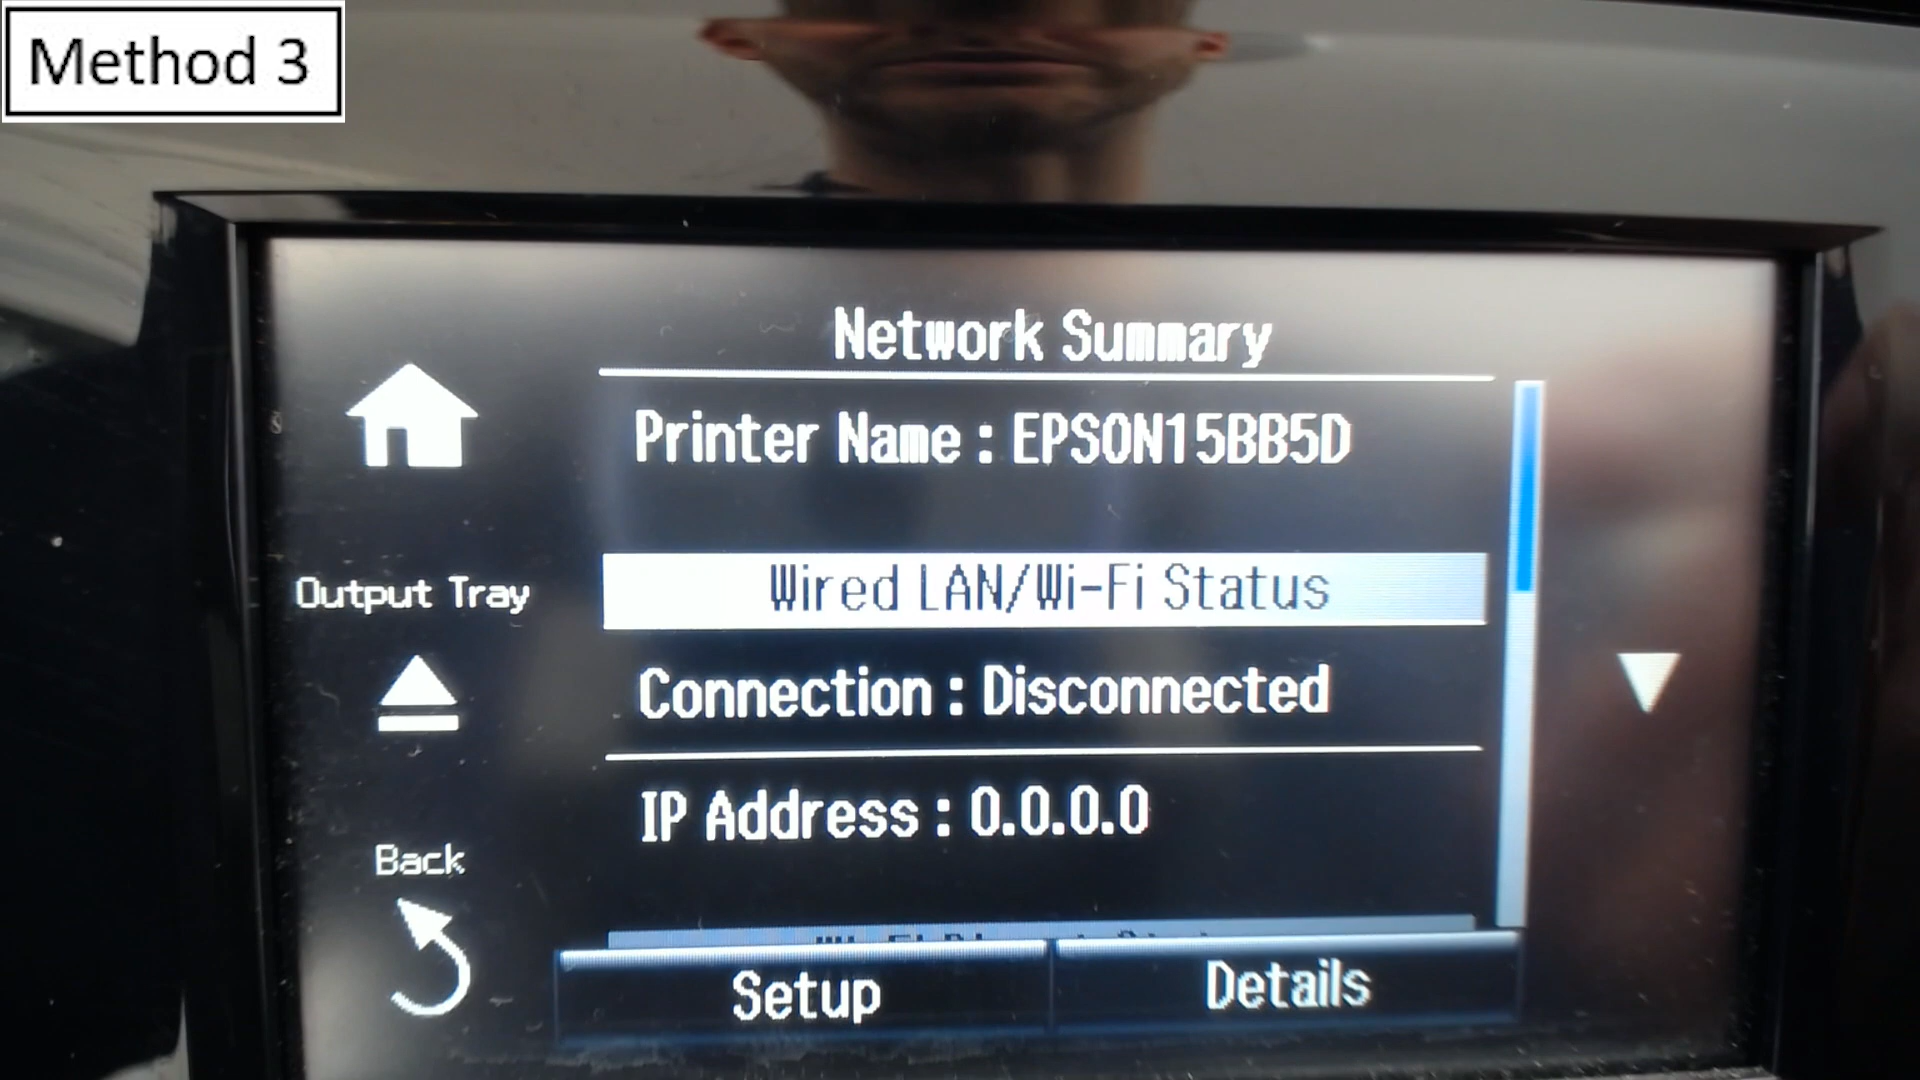 Method 3
Network Summary
Printer Name : EPSON15BB5D
Output Tray
Wired LAN/Wi-Fi Status
Connection : Disconnected
IP Address : 0.0.0.0
Back
Setup
Details